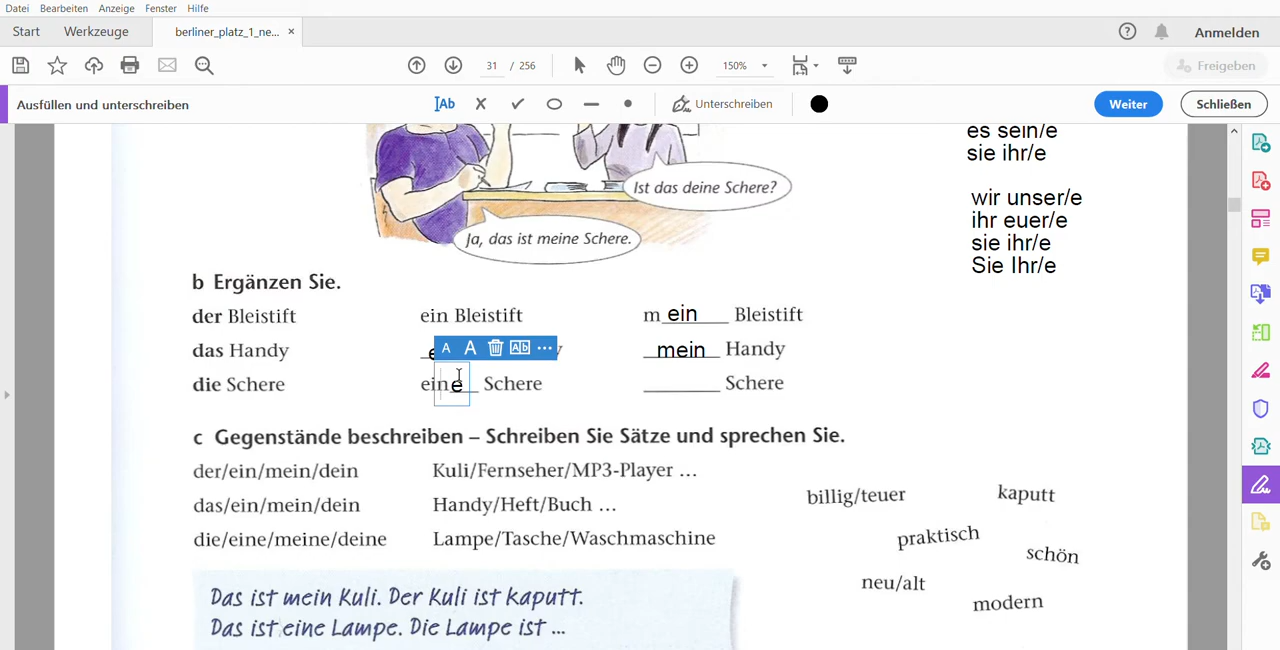 Datei Bearbeiten Anzeige Fenster Hilfe
Start Werkzeuge berliner_platz_1_ne... × ? Anmelden
31 / 256 150% Freigeben
Ausfüllen und unterschreiben IAb Unterschreiben Weiter Schließen
es sein/e
sie ihr/e
Ist das deine Schere?
wir unser/e
ihr euer/e
Ja, das ist meine Schere.
sie ihr/e
Sie Ihr/e
b Ergänzen Sie.
der Bleistift ein Bleistift m ein Bleistift
A A Ab ...
das Handy mein Handy
die Schere eine Schere ________ Schere
c Gegenstände beschreiben – Schreiben Sie Sätze und sprechen Sie.
der/ein/mein/dein Kuli/Fernseher/MP3-Player ...
billig/teuer kaputt
das/ein/mein/dein Handy/Heft/Buch ...
praktisch
die/eine/meine/deine Lampe/Tasche/Waschmaschine
schön
neu/alt
modern
Das ist mein Kuli. Der Kuli ist kaputt.
Das ist eine Lampe. Die Lampe ist ...